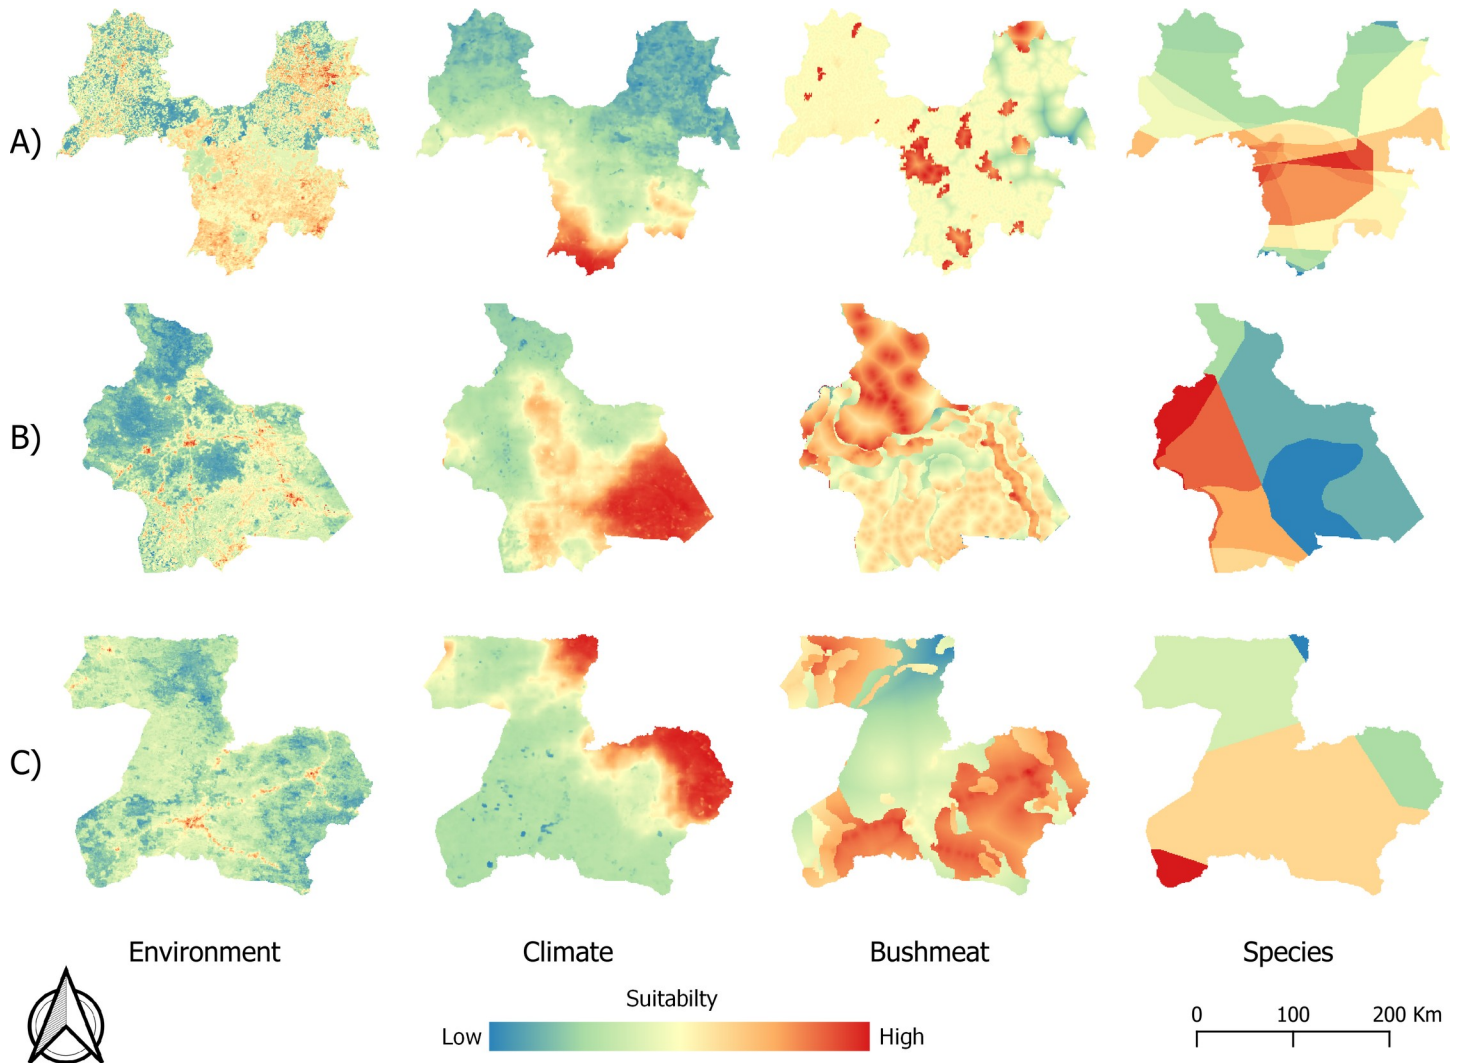 A)
B)
C)
Environment
Climate
Bushmeat
Species
Suitabilty
Low
High
0 100 200 Km